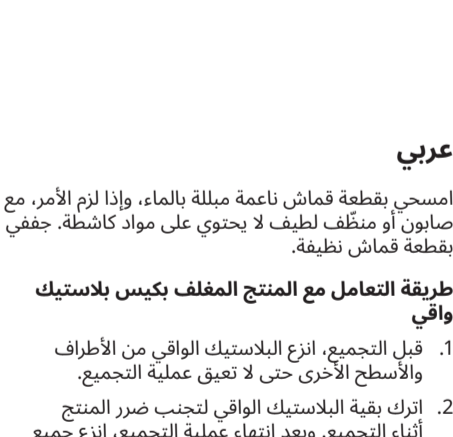 عربي
امسحي بقطعة قماش ناعمة مبللة بالماء، وإذا لزم الأمر، مع
صابون أو منظّف لطيف لا يحتوي على مواد كاشطة. جففي
بقطعة قماش نظيفة.
طريقة التعامل مع المنتج المغلف بكيس بلاستيك
واقي
1. قبل التجميع، انزع البلاستيك الواقي من الأطراف
والأسطح الأخرى حتى لا تعيق عملية التجميع.
2. اترك بقية البلاستيك الواقي لتجنب ضرر المنتج
أثناء التجميع. وبعد انتهاء عملية التجميع، انزع جميع